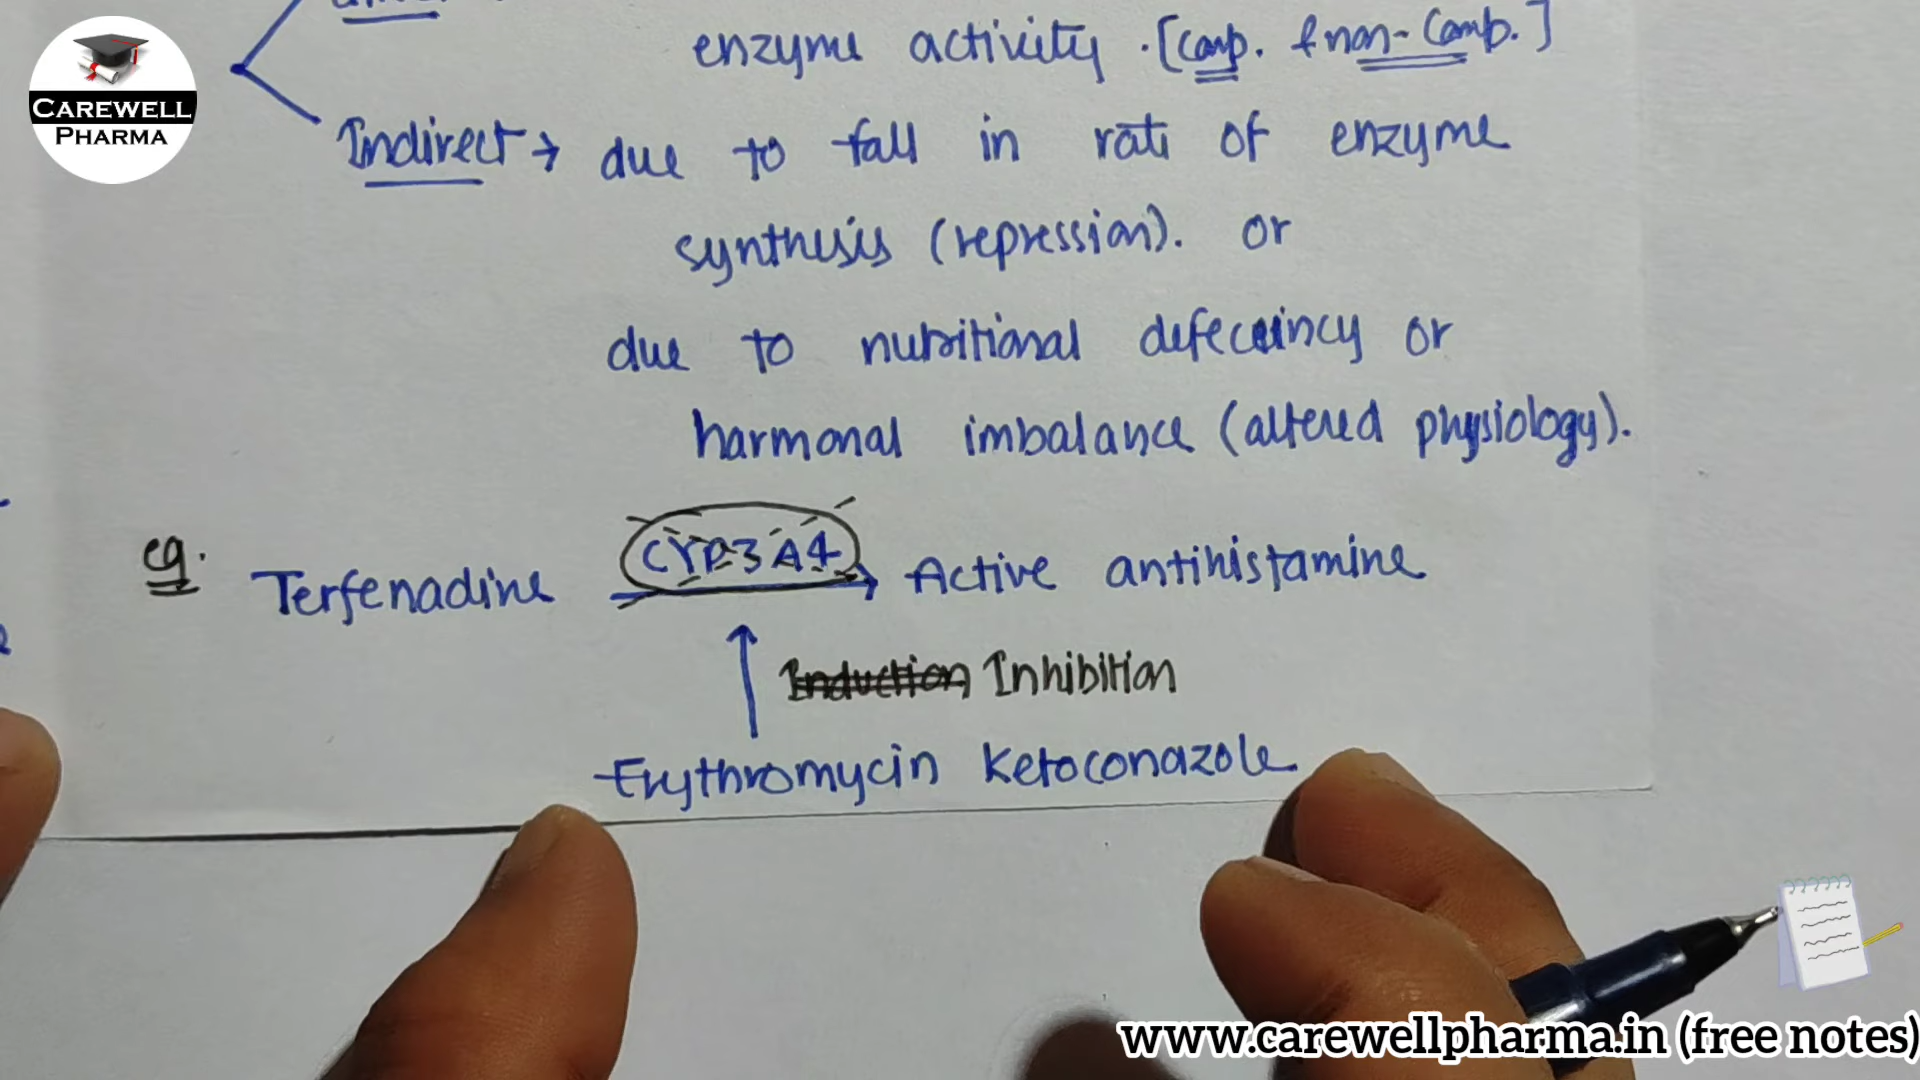 enzyme activity. [comp. & non-Comp.]
CAREWELL
PHARMA
Indirect → due to fall in rate of enzyme
synthesis (repression). or
due to nutritional defeciincy or
harmonal imbalance (altered physiology).
eg. Terfenadine CYP3A4 → Active antihistamine
↑ Induction Inhibition
Erythromycin Ketoconazole
www.carewellpharma.in (free notes)